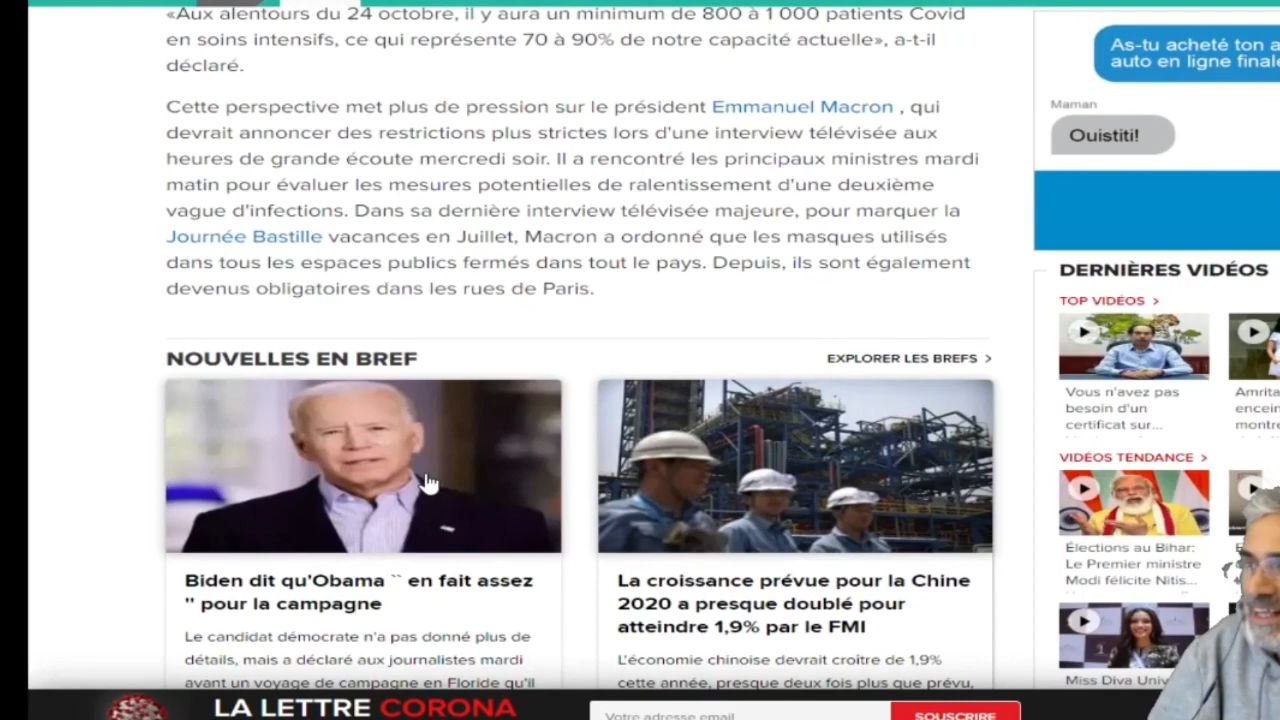 «Aux alentours du 24 octobre, il y aura un minimum de 800 à 1 000 patients Covid
en soins intensifs, ce qui représente 70 à 90% de notre capacité actuelle», a-t-il
déclaré.
Cette perspective met plus de pression sur le président Emmanuel Macron , qui
devrait annoncer des restrictions plus strictes lors d'une interview télévisée aux
heures de grande écoute mercredi soir. Il a rencontré les principaux ministres mardi
matin pour évaluer les mesures potentielles de ralentissement d'une deuxième
vague d'infections. Dans sa dernière interview télévisée majeure, pour marquer la
Journée Bastille vacances en Juillet, Macron a ordonné que les masques utilisés
dans tous les espaces publics fermés dans tout le pays. Depuis, ils sont également
devenus obligatoires dans les rues de Paris.
NOUVELLES EN BREF
EXPLORER LES BREFS >
Biden dit qu'Obama `` en fait assez
'' pour la campagne
Le candidat démocrate n'a pas donné plus de
détails, mais a déclaré aux journalistes mardi
avant un voyage de campagne en Floride qu'il
La croissance prévue pour la Chine
2020 a presque doublé pour
atteindre 1,9% par le FMI
L'économie chinoise devrait croître de 1,9%
cette année, presque deux fois plus que prévu,
As-tu acheté ton a
auto en ligne finale
Maman
Ouistiti!
DERNIÈRES VIDÉOS
TOP VIDÉOS >
Vous n'avez pas
besoin d'un
certificat sur...
Amrita
encein
montre
VIDÉOS TENDANCE >
Élections au Bihar:
Le Premier ministre
Modi félicite Nitis...
Miss Diva Univ
LA LETTRE CORONA
Votre adresse email
SOUSCRIRE